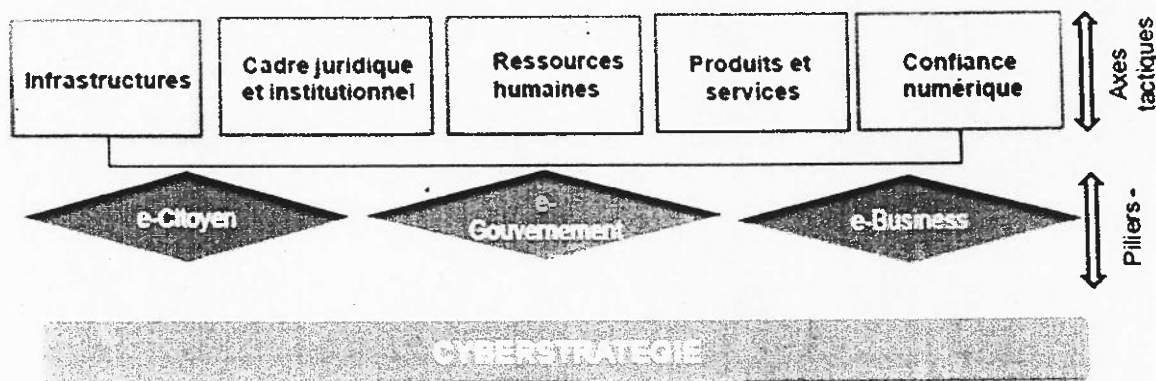 Infrastructures
Cadre juridique
et institutionnel
Ressources
humaines
Produits et
services
Confiance
numérique
Axes
tactiques
e-Citoyen
e-
Gouvernement
e-Business
Piliers -
CYBERSTRATEGIE